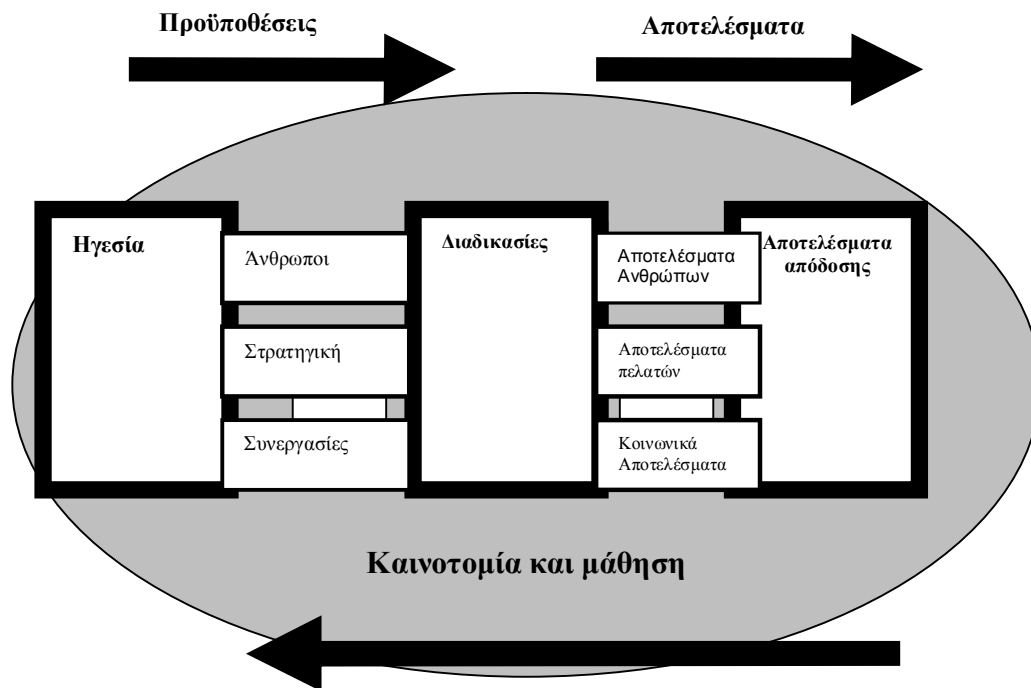 Προϋποθέσεις
Αποτελέσματα
Ηγεσία
Άνθρωποι
Στρατηγική
Συνεργασίες
Διαδικασίες
Αποτελέσματα
Ανθρώπων
Αποτελέσματα
πελατών
Κοινωνικά
Αποτελέσματα
Αποτελέσματα
απόδοσης
Καινοτομία και μάθηση